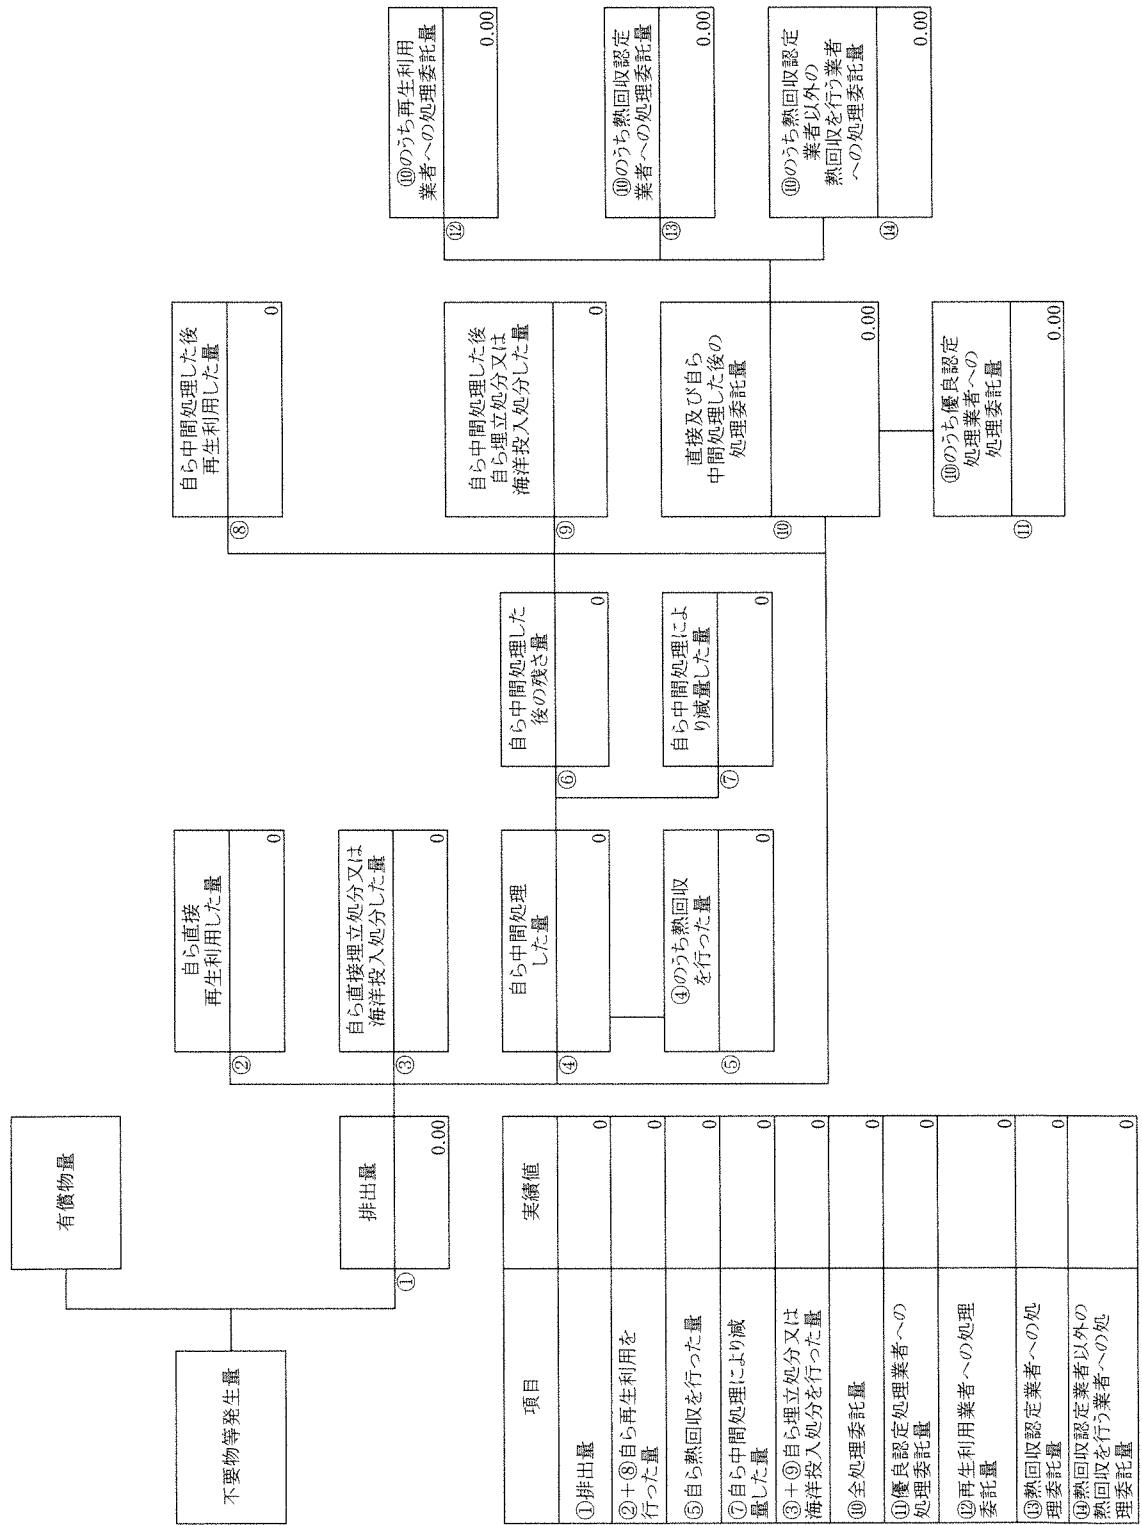 不要物等発生量
有償物量
①
排出量
0.00
②
自ら直接
再生利用した量
0
③
自ら直接埋立処分又は
海洋投入処分した量
0
④
自ら中間処理
した量
0
⑤
④のうち熱回収
を行った量
0
⑥
自ら中間処理した
後の残さ量
0
⑦
自ら中間処理によ
り減量した量
0
⑧
自ら中間処理した後
再生利用した量
0
⑨
自ら中間処理した後
自ら埋立処分又は
海洋投入処分した量
0
⑩
直接及び自ら
中間処理した後の
処理委託量
0.00
⑪
⑩のうち優良認定
処理業者への
処理委託量
0.00
⑫
⑩のうち再生利用
業者への処理委託量
0.00
⑬
⑩のうち熱回収認定
業者への処理委託量
0.00
⑭
⑩のうち熱回収認定
業者以外の
熱回収を行う業者
への処理委託量
0.00
項目 実績値
①排出量 0
②+⑧自ら再生利用を
行った量 0
⑤自ら熱回収を行った量 0
⑦自ら中間処理により減
量した量 0
③+⑨自ら埋立処分又は
海洋投入処分を行った量 0
⑩全処理委託量 0
⑪優良認定処理業者への
処理委託量 0
⑫再生利用業者への処理
委託量 0
⑬熱回収認定業者への処
理委託量 0
⑭熱回収認定業者以外の
熱回収を行う業者への処
理委託量 0